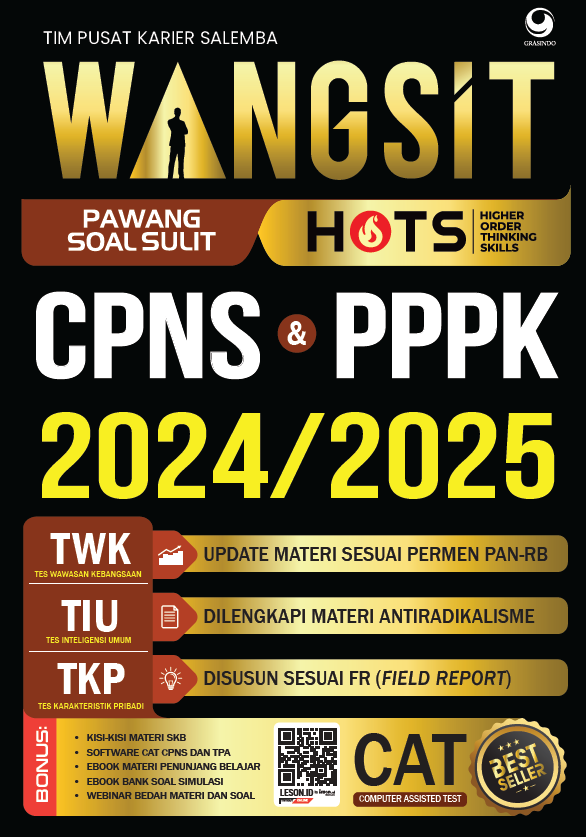 TIM PUSAT KARIER SALEMBA
GRASINDO
WANGSIT
PAWANG
SOAL SULIT
HOTS
HIGHER
ORDER
THINKING
SKILLS
CPNS & PPPK
2024/2025
TWK
TES WAWASAN KEBANGSAAN
UPDATE MATERI SESUAI PERMEN PAN-RB
TIU
TES INTELIGENSI UMUM
DILENGKAPI MATERI ANTIRADIKALISME
TKP
TES KARAKTERISTIK PRIBADI
DISUSUN SESUAI FR (FIELD REPORT)
BONUS:
• KISI-KISI MATERI SKB
• SOFTWARE CAT CPNS DAN TPA
• EBOOK MATERI PENUNJANG BELAJAR
• EBOOK BANK SOAL SIMULASI
• WEBINAR BEDAH MATERI DAN SOAL
LESON.ID
CAT
COMPUTER ASSISTED TEST
BEST
SELLER